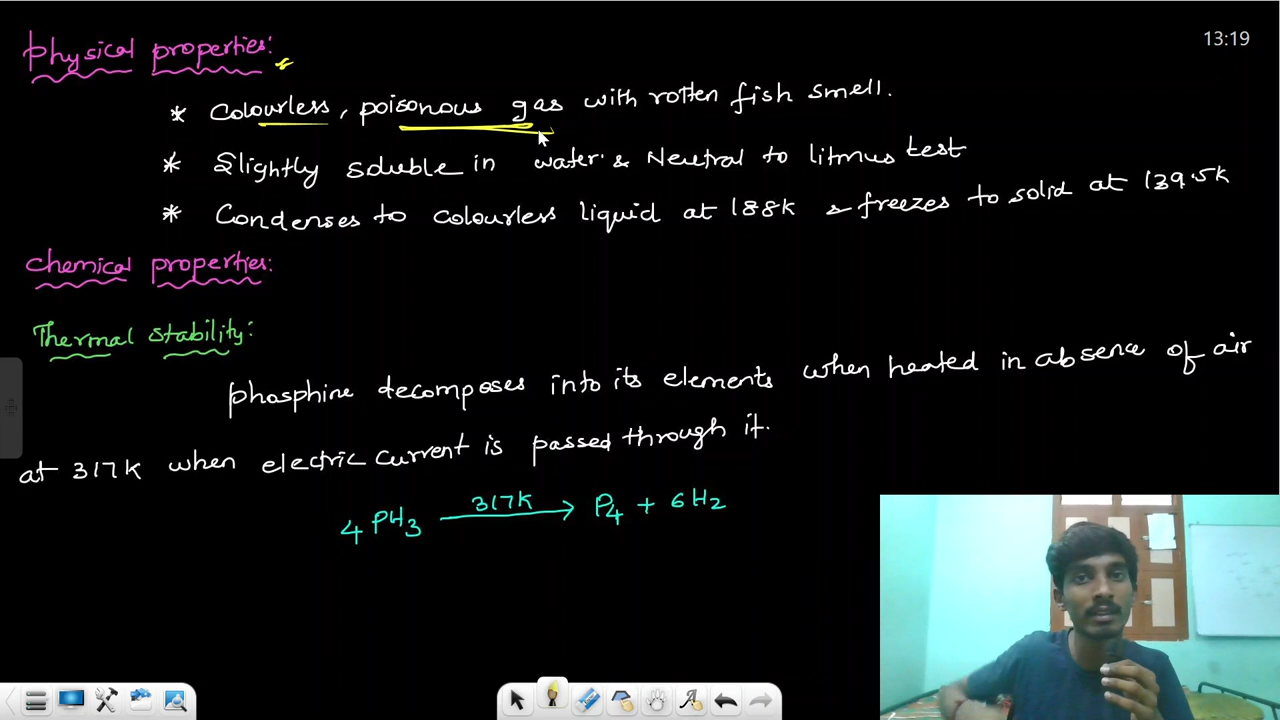 Physical properties:
13:19
* Colourless, poisonous gas with rotten fish smell.
* Slightly soluble in water & Neutral to litmus test
* Condenses to colourless liquid at 188K & freezes to solid at 139.5K
Chemical properties:
Thermal stability:
phosphine decomposes into its elements when heated in absence of air
at 317K when electric current is passed through it.
4PH3 317K → P4 + 6H2